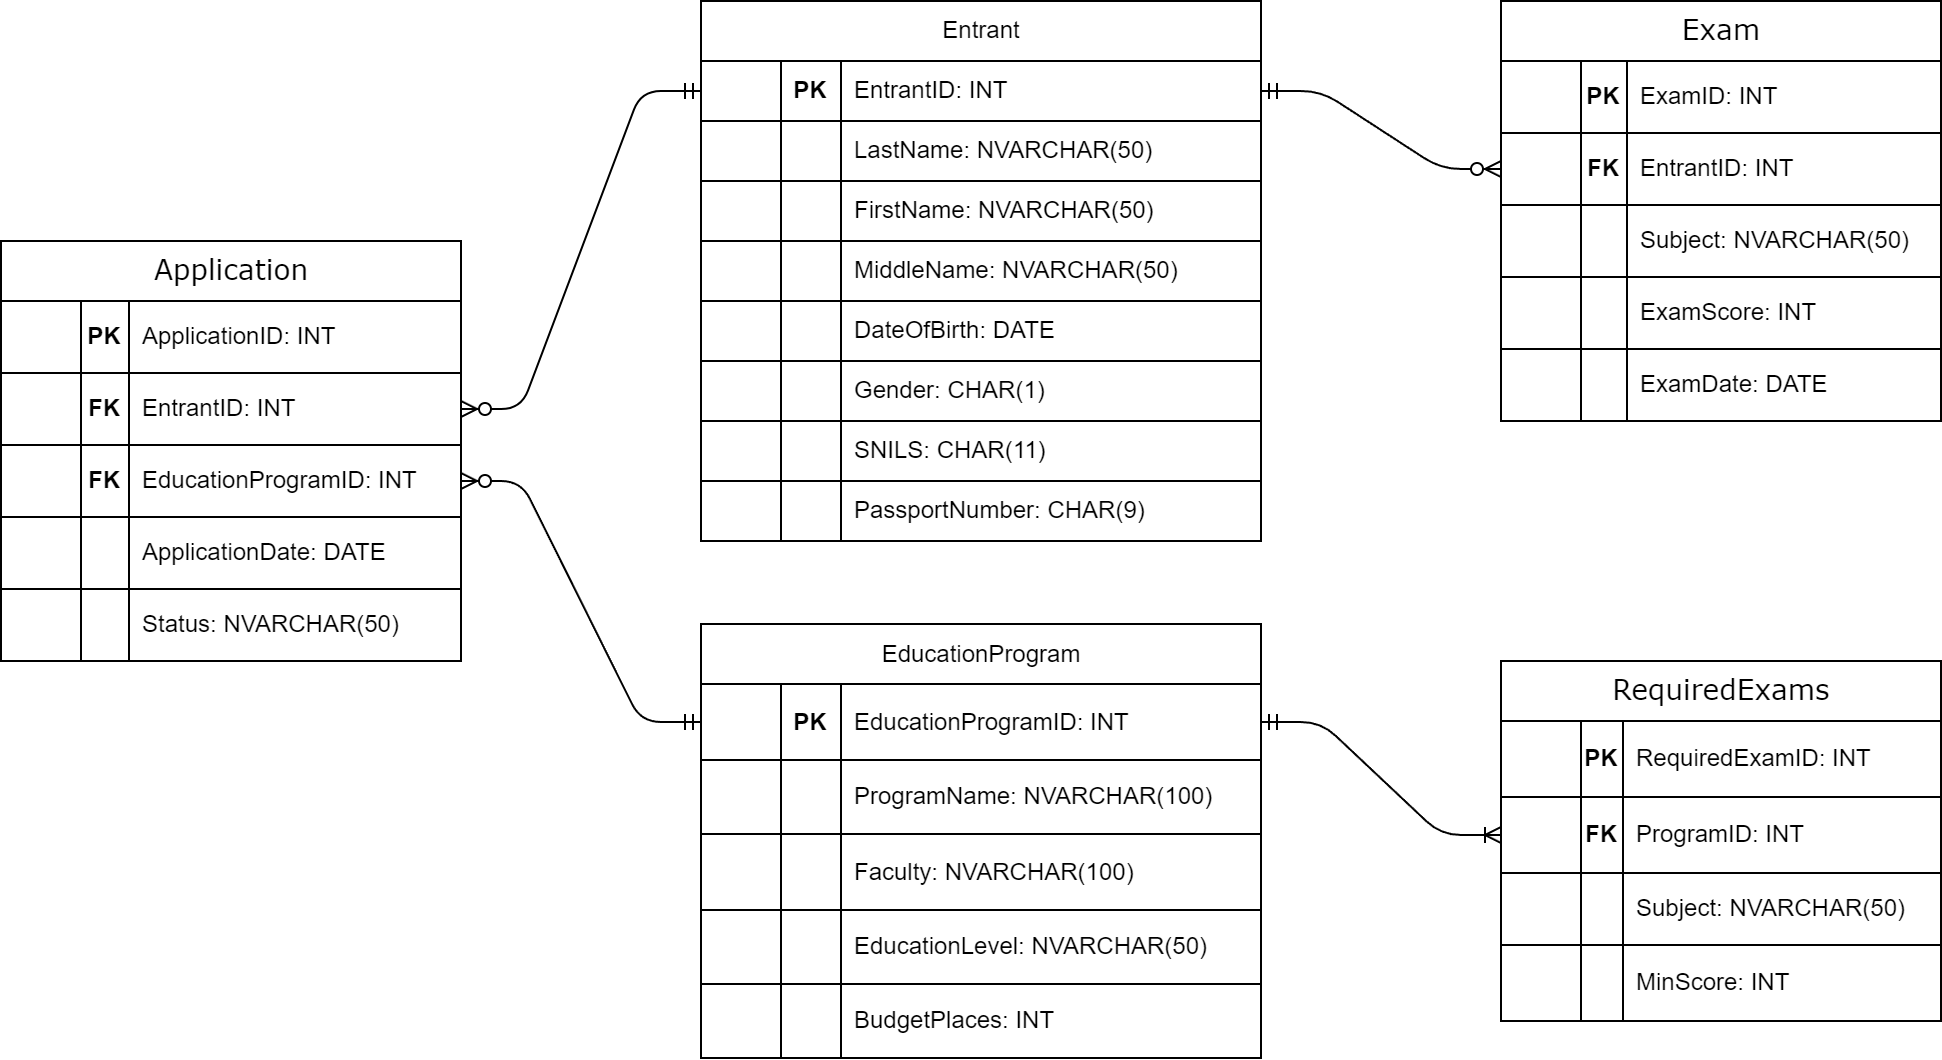 Application
PK ApplicationID: INT
FK EntrantID: INT
FK EducationProgramID: INT
ApplicationDate: DATE
Status: NVARCHAR(50)
Entrant
PK EntrantID: INT
LastName: NVARCHAR(50)
FirstName: NVARCHAR(50)
MiddleName: NVARCHAR(50)
DateOfBirth: DATE
Gender: CHAR(1)
SNILS: CHAR(11)
PassportNumber: CHAR(9)
Exam
PK ExamID: INT
FK EntrantID: INT
Subject: NVARCHAR(50)
ExamScore: INT
ExamDate: DATE
EducationProgram
PK EducationProgramID: INT
ProgramName: NVARCHAR(100)
Faculty: NVARCHAR(100)
EducationLevel: NVARCHAR(50)
BudgetPlaces: INT
RequiredExams
PK RequiredExamID: INT
FK ProgramID: INT
Subject: NVARCHAR(50)
MinScore: INT